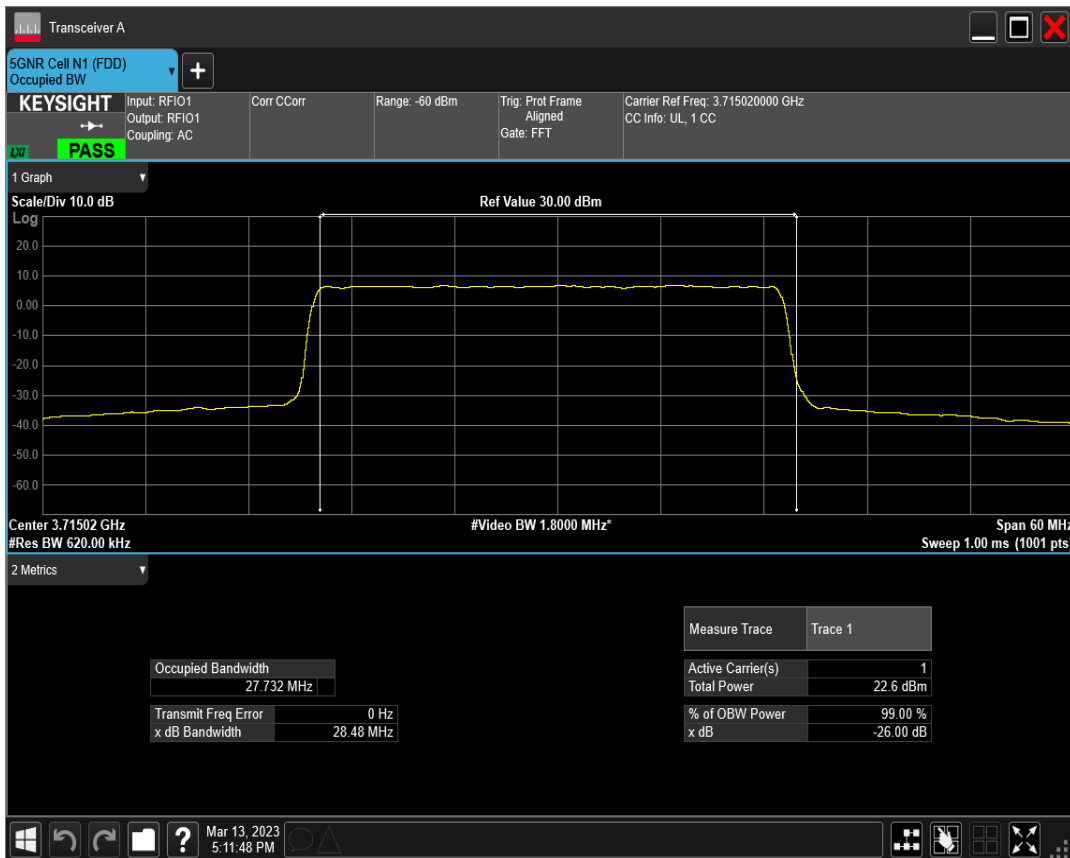 Transceiver A
5GNR Cell N1 (FDD)
Occupied BW
+
KEYSIGHT
LXI
PASS
Input: RFIO1
Output: RFIO1
Coupling: AC
Corr CCorr
Range: -60 dBm
Trig: Prot Frame
Aligned
Gate: FFT
Carrier Ref Freq: 3.715020000 GHz
CC Info: UL, 1 CC
1 Graph
Scale/Div 10.0 dB
Ref Value 30.00 dBm
Log
20.0
10.0
0.00
-10.0
-20.0
-30.0
-40.0
-50.0
-60.0
Center 3.71502 GHz
#Video BW 1.8000 MHz*
Span 60 MHz
#Res BW 620.00 kHz
Sweep 1.00 ms (1001 pts)
2 Metrics
Measure Trace Trace 1
Occupied Bandwidth
27.732 MHz
Active Carrier(s) 1
Total Power 22.6 dBm
Transmit Freq Error 0 Hz
x dB Bandwidth 28.48 MHz
% of OBW Power 99.00 %
x dB -26.00 dB
?
Mar 13, 2023
5:11:48 PM